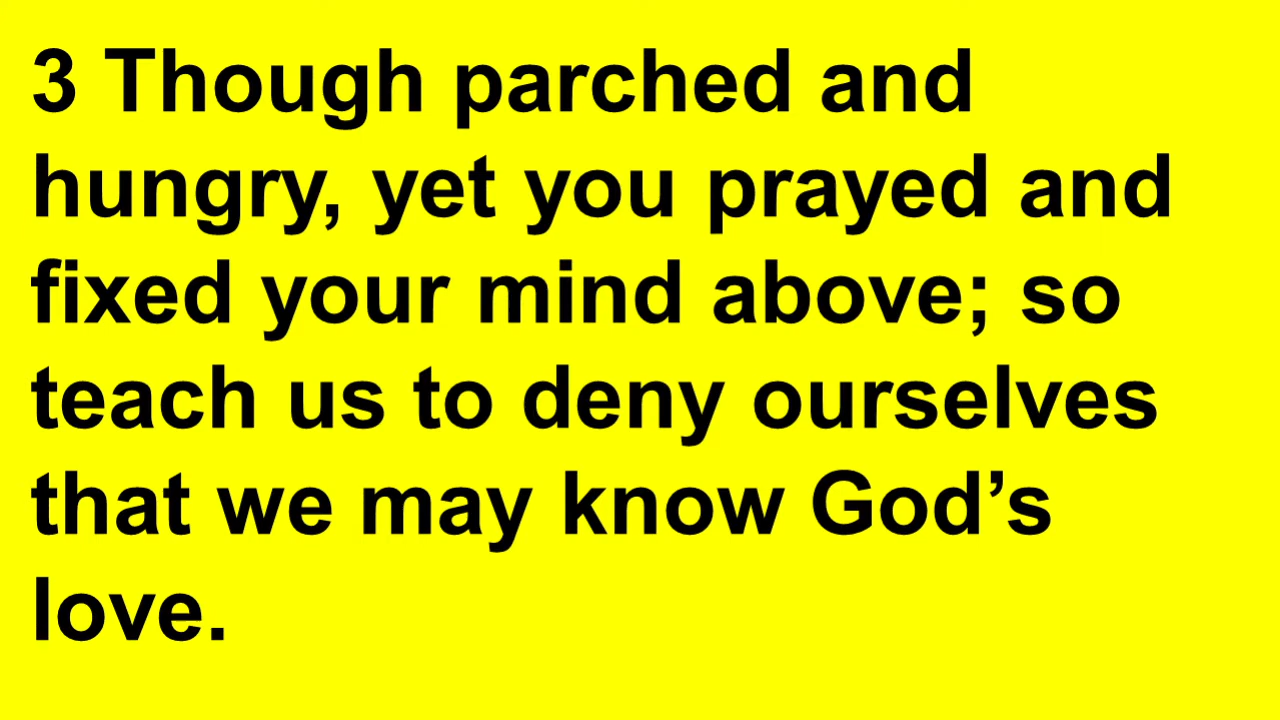 3 Though parched and
hungry, yet you prayed and
fixed your mind above; so
teach us to deny ourselves
that we may know God’s
love.